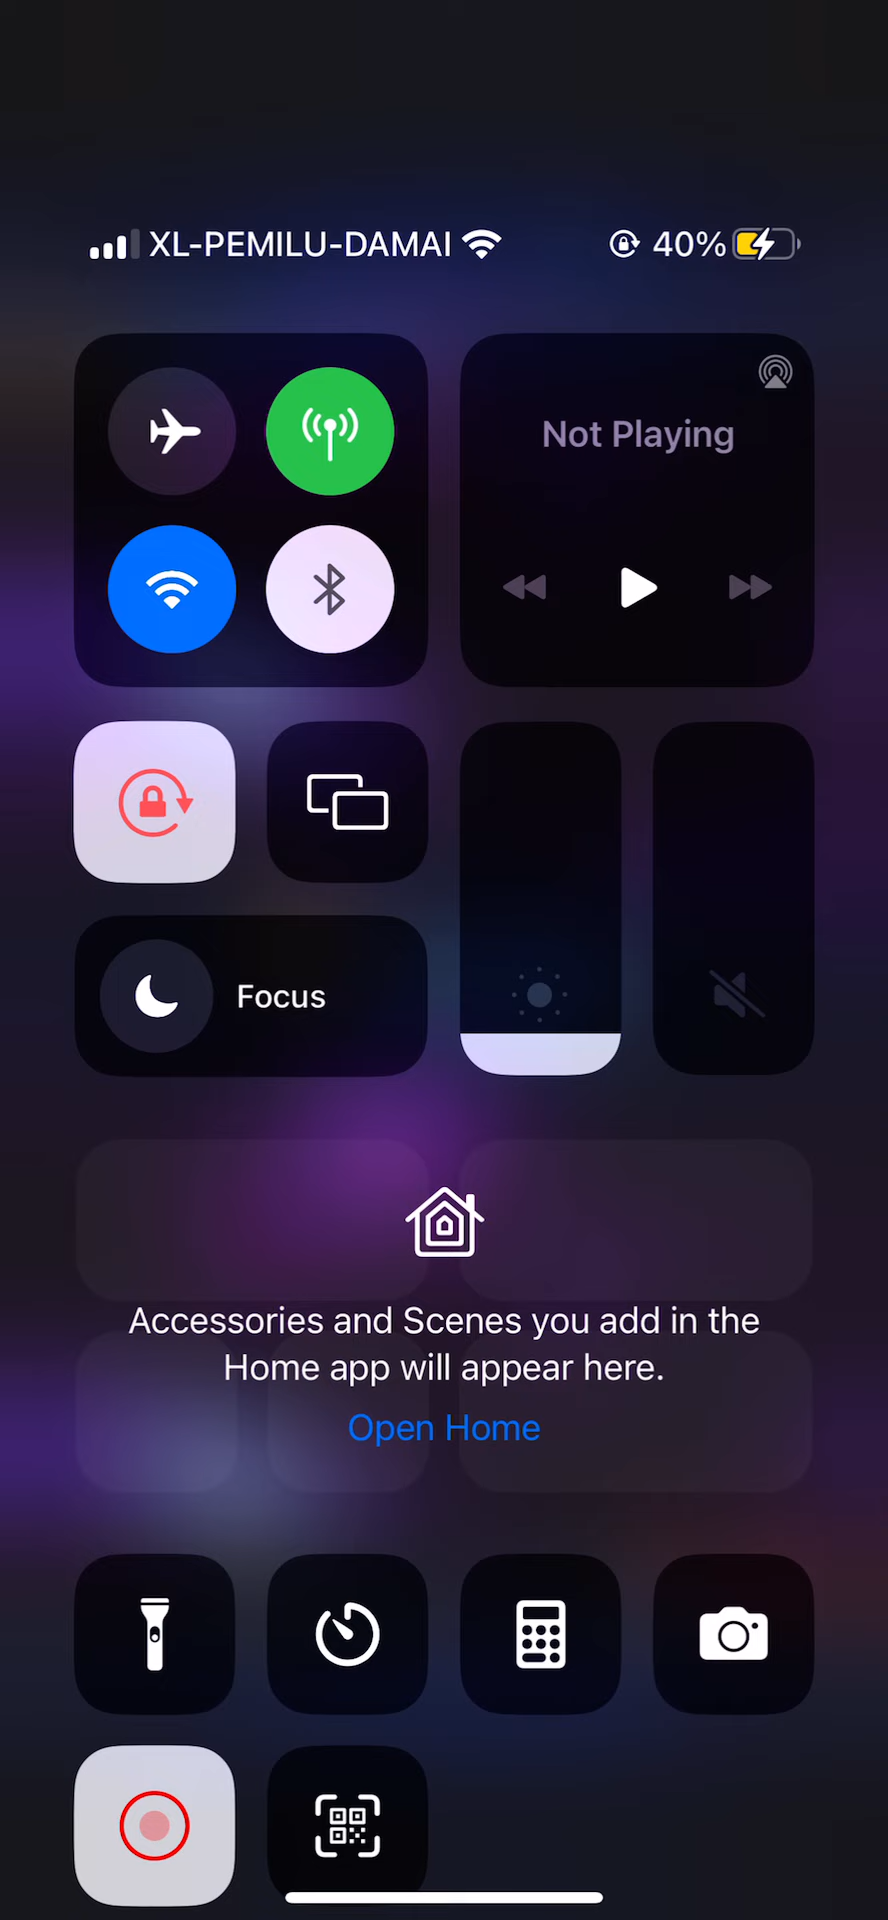 XL-PEMILU-DAMAI 40%
Not Playing
Focus
Accessories and Scenes you add in the
Home app will appear here.
Open Home